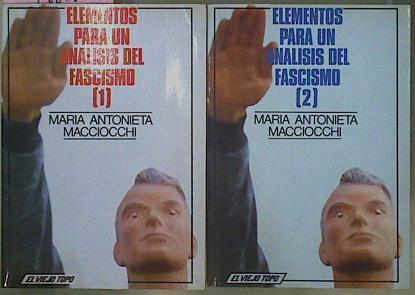 ELEMENTOS
PARA UN
ANALISIS DEL
FASCISMO
(1)
MARIA ANTONIETA
MACCIOCCHI
EL VIEJO TOPO
ELEMENTOS
PARA UN
ANALISIS DEL
FASCISMO
(2)
MARIA ANTONIETA
MACCIOCCHI
EL VIEJO TOPO